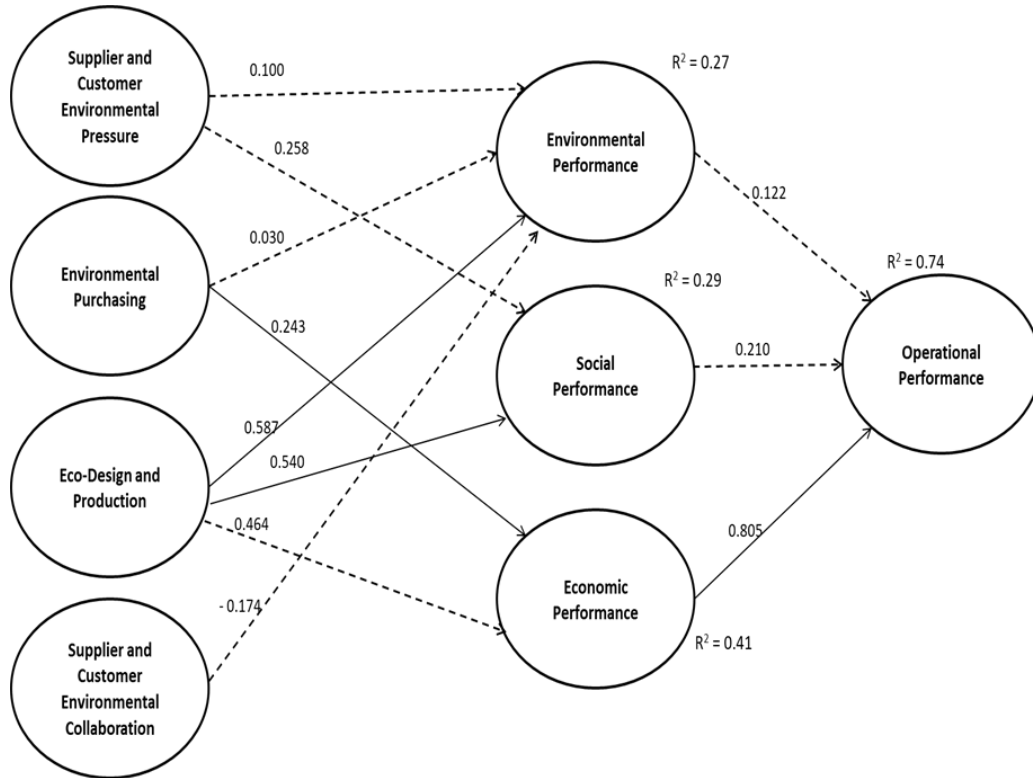 Supplier and
Customer
Environmental
Pressure
0.100
R² = 0.27
Environmental
Performance
0.258
0.122
Environmental
Purchasing
0.030
R² = 0.74
R² = 0.29
0.243
Social
Performance
0.210
Operational
Performance
0.587
0.540
Eco-Design and
Production
0.464
0.805
Economic
Performance
- 0.174
R² = 0.41
Supplier and
Customer
Environmental
Collaboration